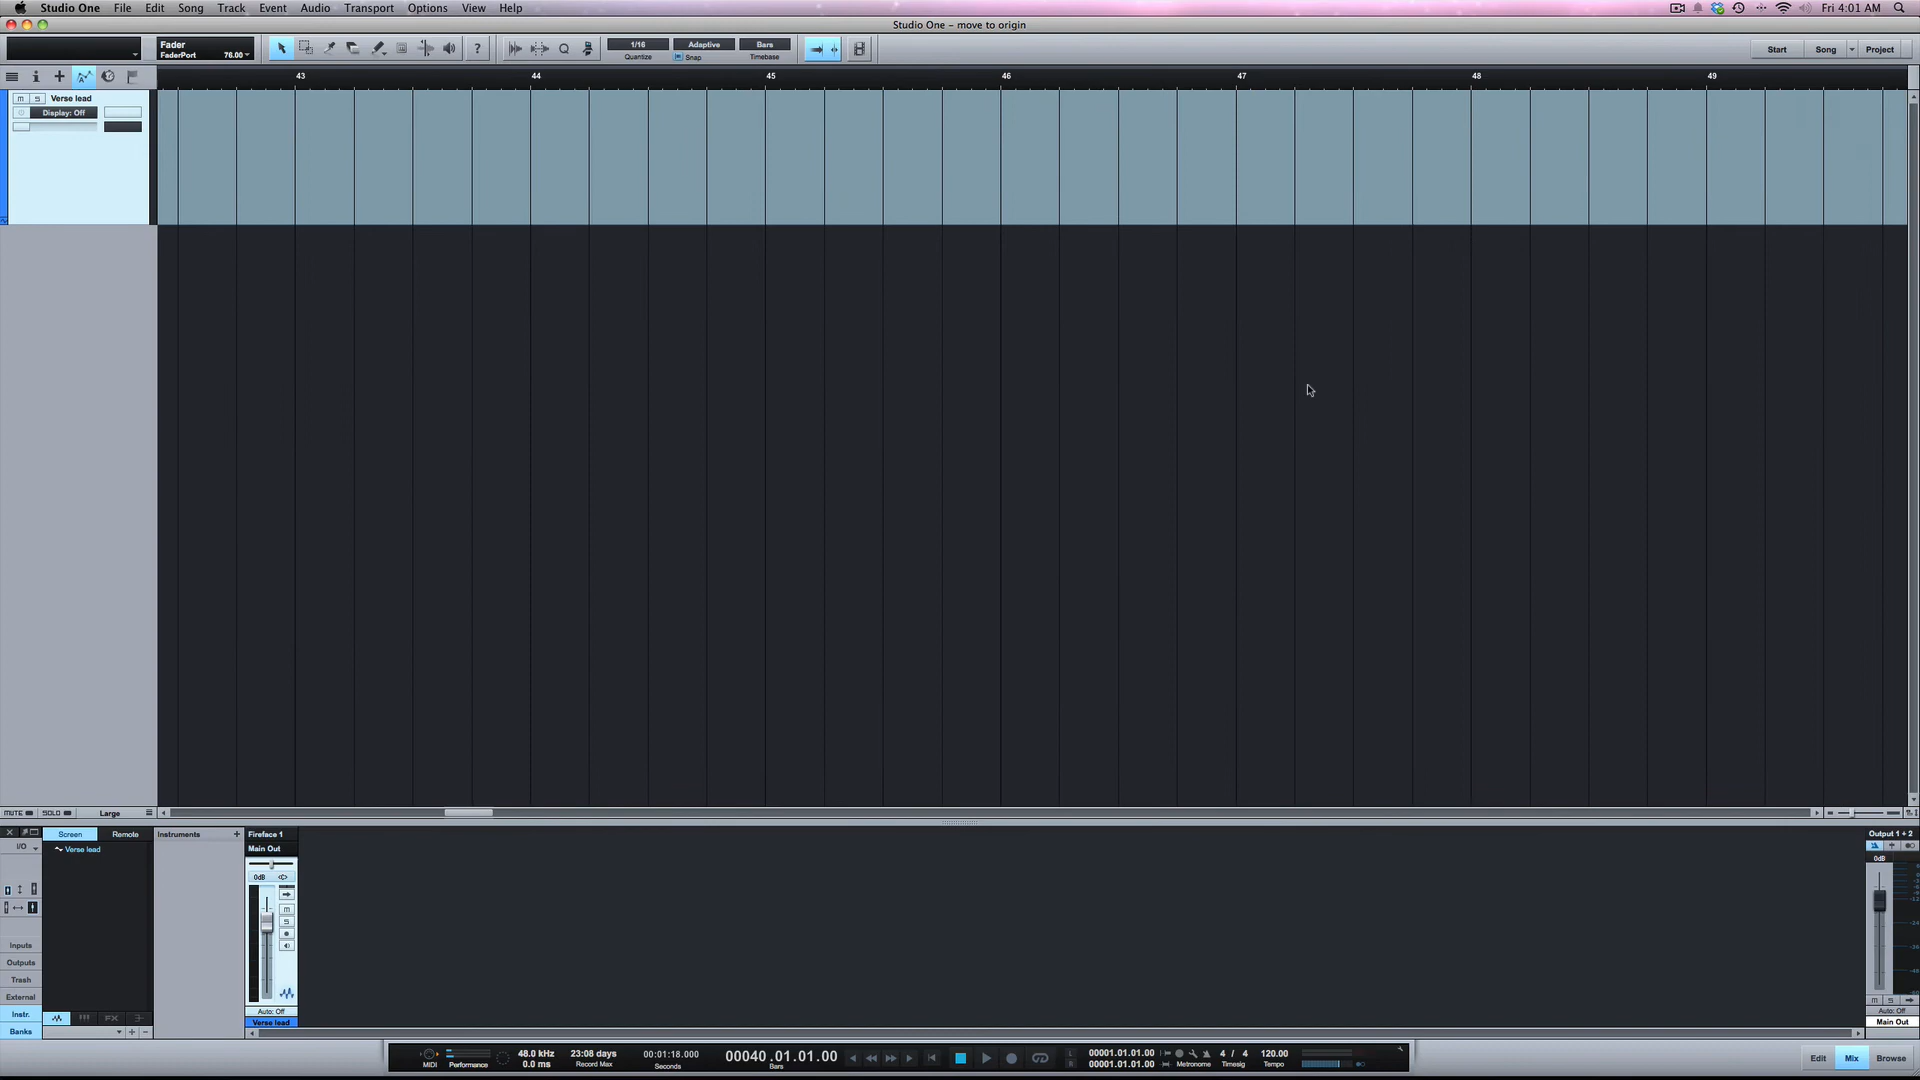 Studio One File Edit Song Track Event Audio Transport Options View Help Fri 4:01 AM
Studio One - move to origin
Fader
FaderPort 76.00
? 1/16 Adaptive Bars
Quantize Snap Timebase
Start Song Project
43 44 45 46 47 48 49
M S Verse lead
Display: Off
MUTE SOLO Large
Screen Remote Instruments + Fireface 1 Output 1 + 2
I/O Verse lead Main Out
0dB
0dB
M
S
Inputs
Outputs
Trash
External
Instr. FX
Banks
M S
Auto: Off Auto: Off
Verse lead Main Out
MIDI Performance
48.0 kHz 23:08 days 00:01:18.000 00040.01.01.00 L 00001.01.01.00 4 / 4 120.00
0.0 ms Record Max Seconds Bars R 00001.01.01.00 Metronome Timesig Tempo
Edit Mix Browse